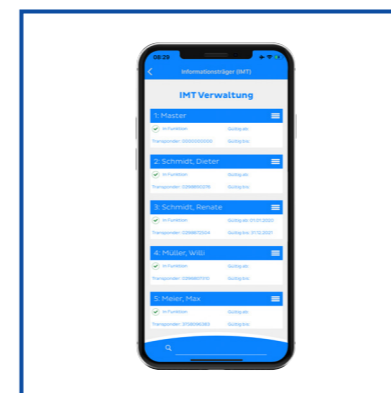 08:29
Informationsträger (IMT)
IMT Verwaltung
1: Master
In Funktion Gültig ab:
Transponder: Gültig bis:
2: Schmidt, Dieter
In Funktion Gültig ab:
Transponder: Gültig bis:
3: Schmidt, Renate
In Funktion Gültig ab: 01.01.2020
Transponder: Gültig bis: 31.12.2021
4: Müller, Willi
In Funktion Gültig ab:
Transponder: Gültig bis:
5: Meier, Max
In Funktion Gültig ab:
Transponder: Gültig bis: